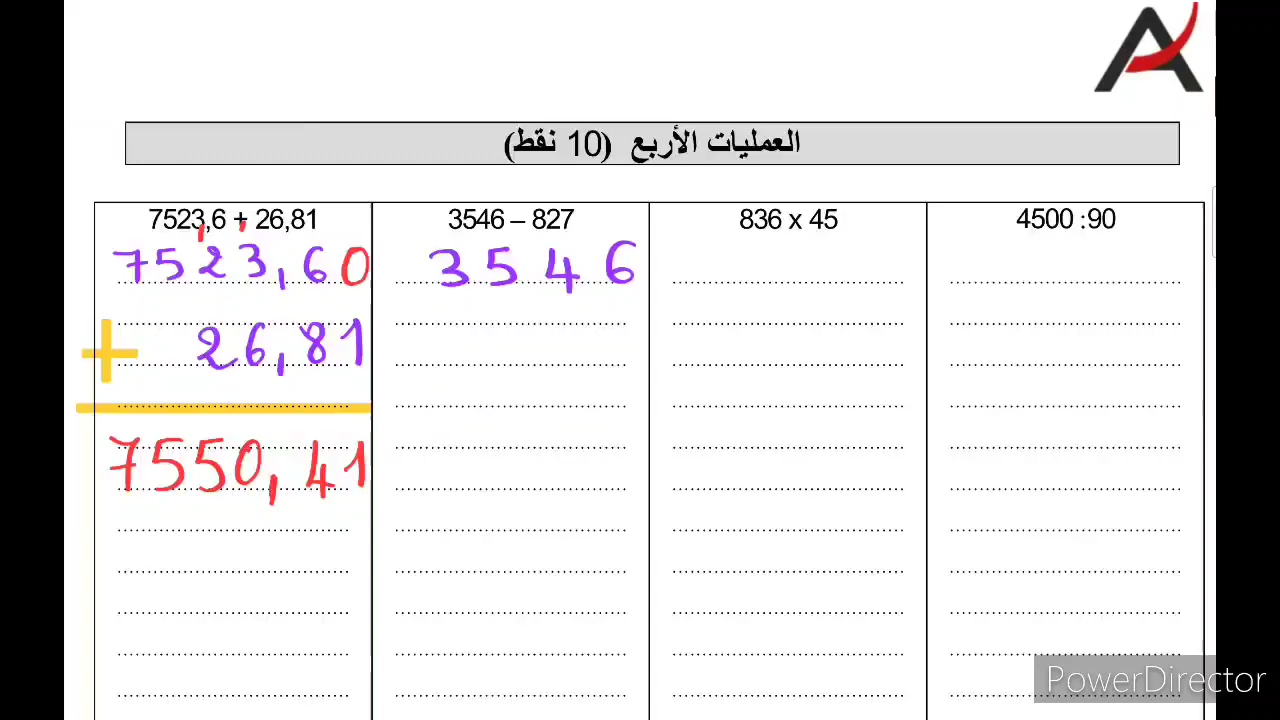 العمليات الأربع (10 نقط)
7523,6 + 26,81
3546 – 827
836 x 45
4500 :90
7523,60
+ 26,81
7550,41
3546
PowerDirector